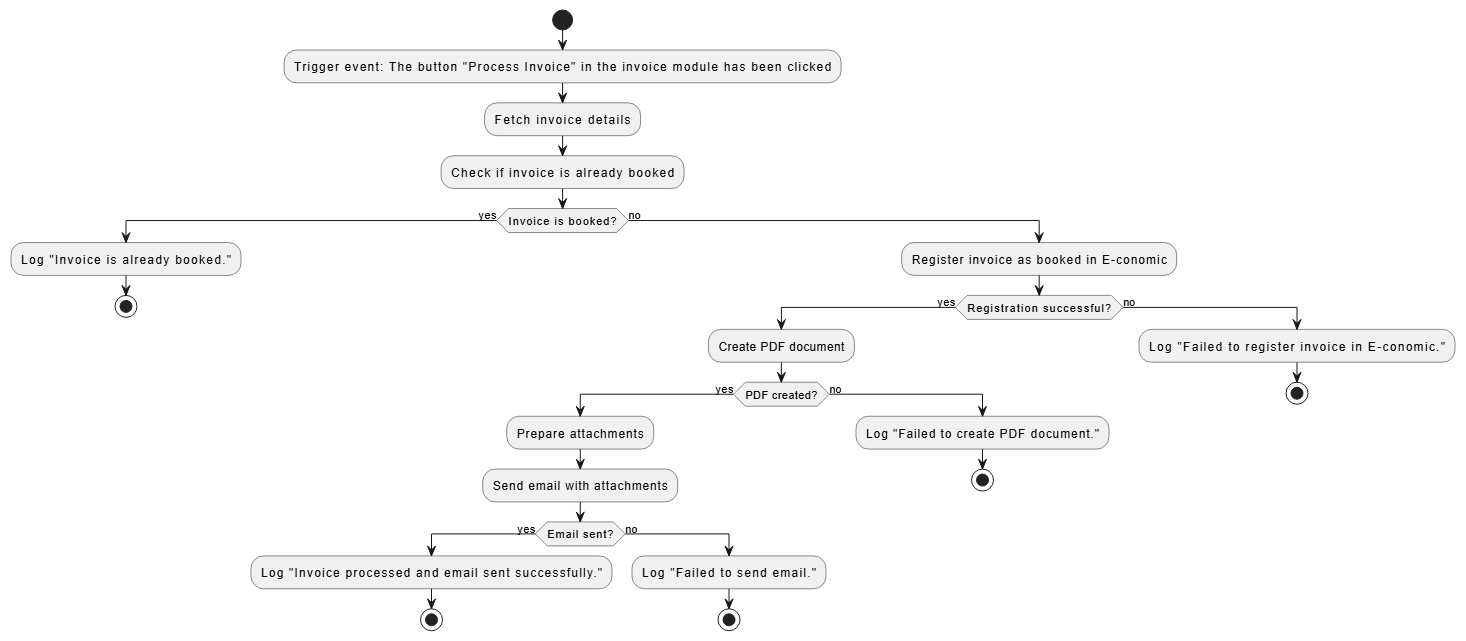 Trigger event: The button "Process Invoice" in the invoice module has been clicked
Fetch invoice details
Check if invoice is already booked
yes
Invoice is booked?
no
Log "Invoice is already booked."
Register invoice as booked in E-conomic
yes
Registration successful?
no
Create PDF document
Log "Failed to register invoice in E-conomic."
yes
PDF created?
no
Prepare attachments
Log "Failed to create PDF document."
Send email with attachments
yes
Email sent?
no
Log "Invoice processed and email sent successfully."
Log "Failed to send email."